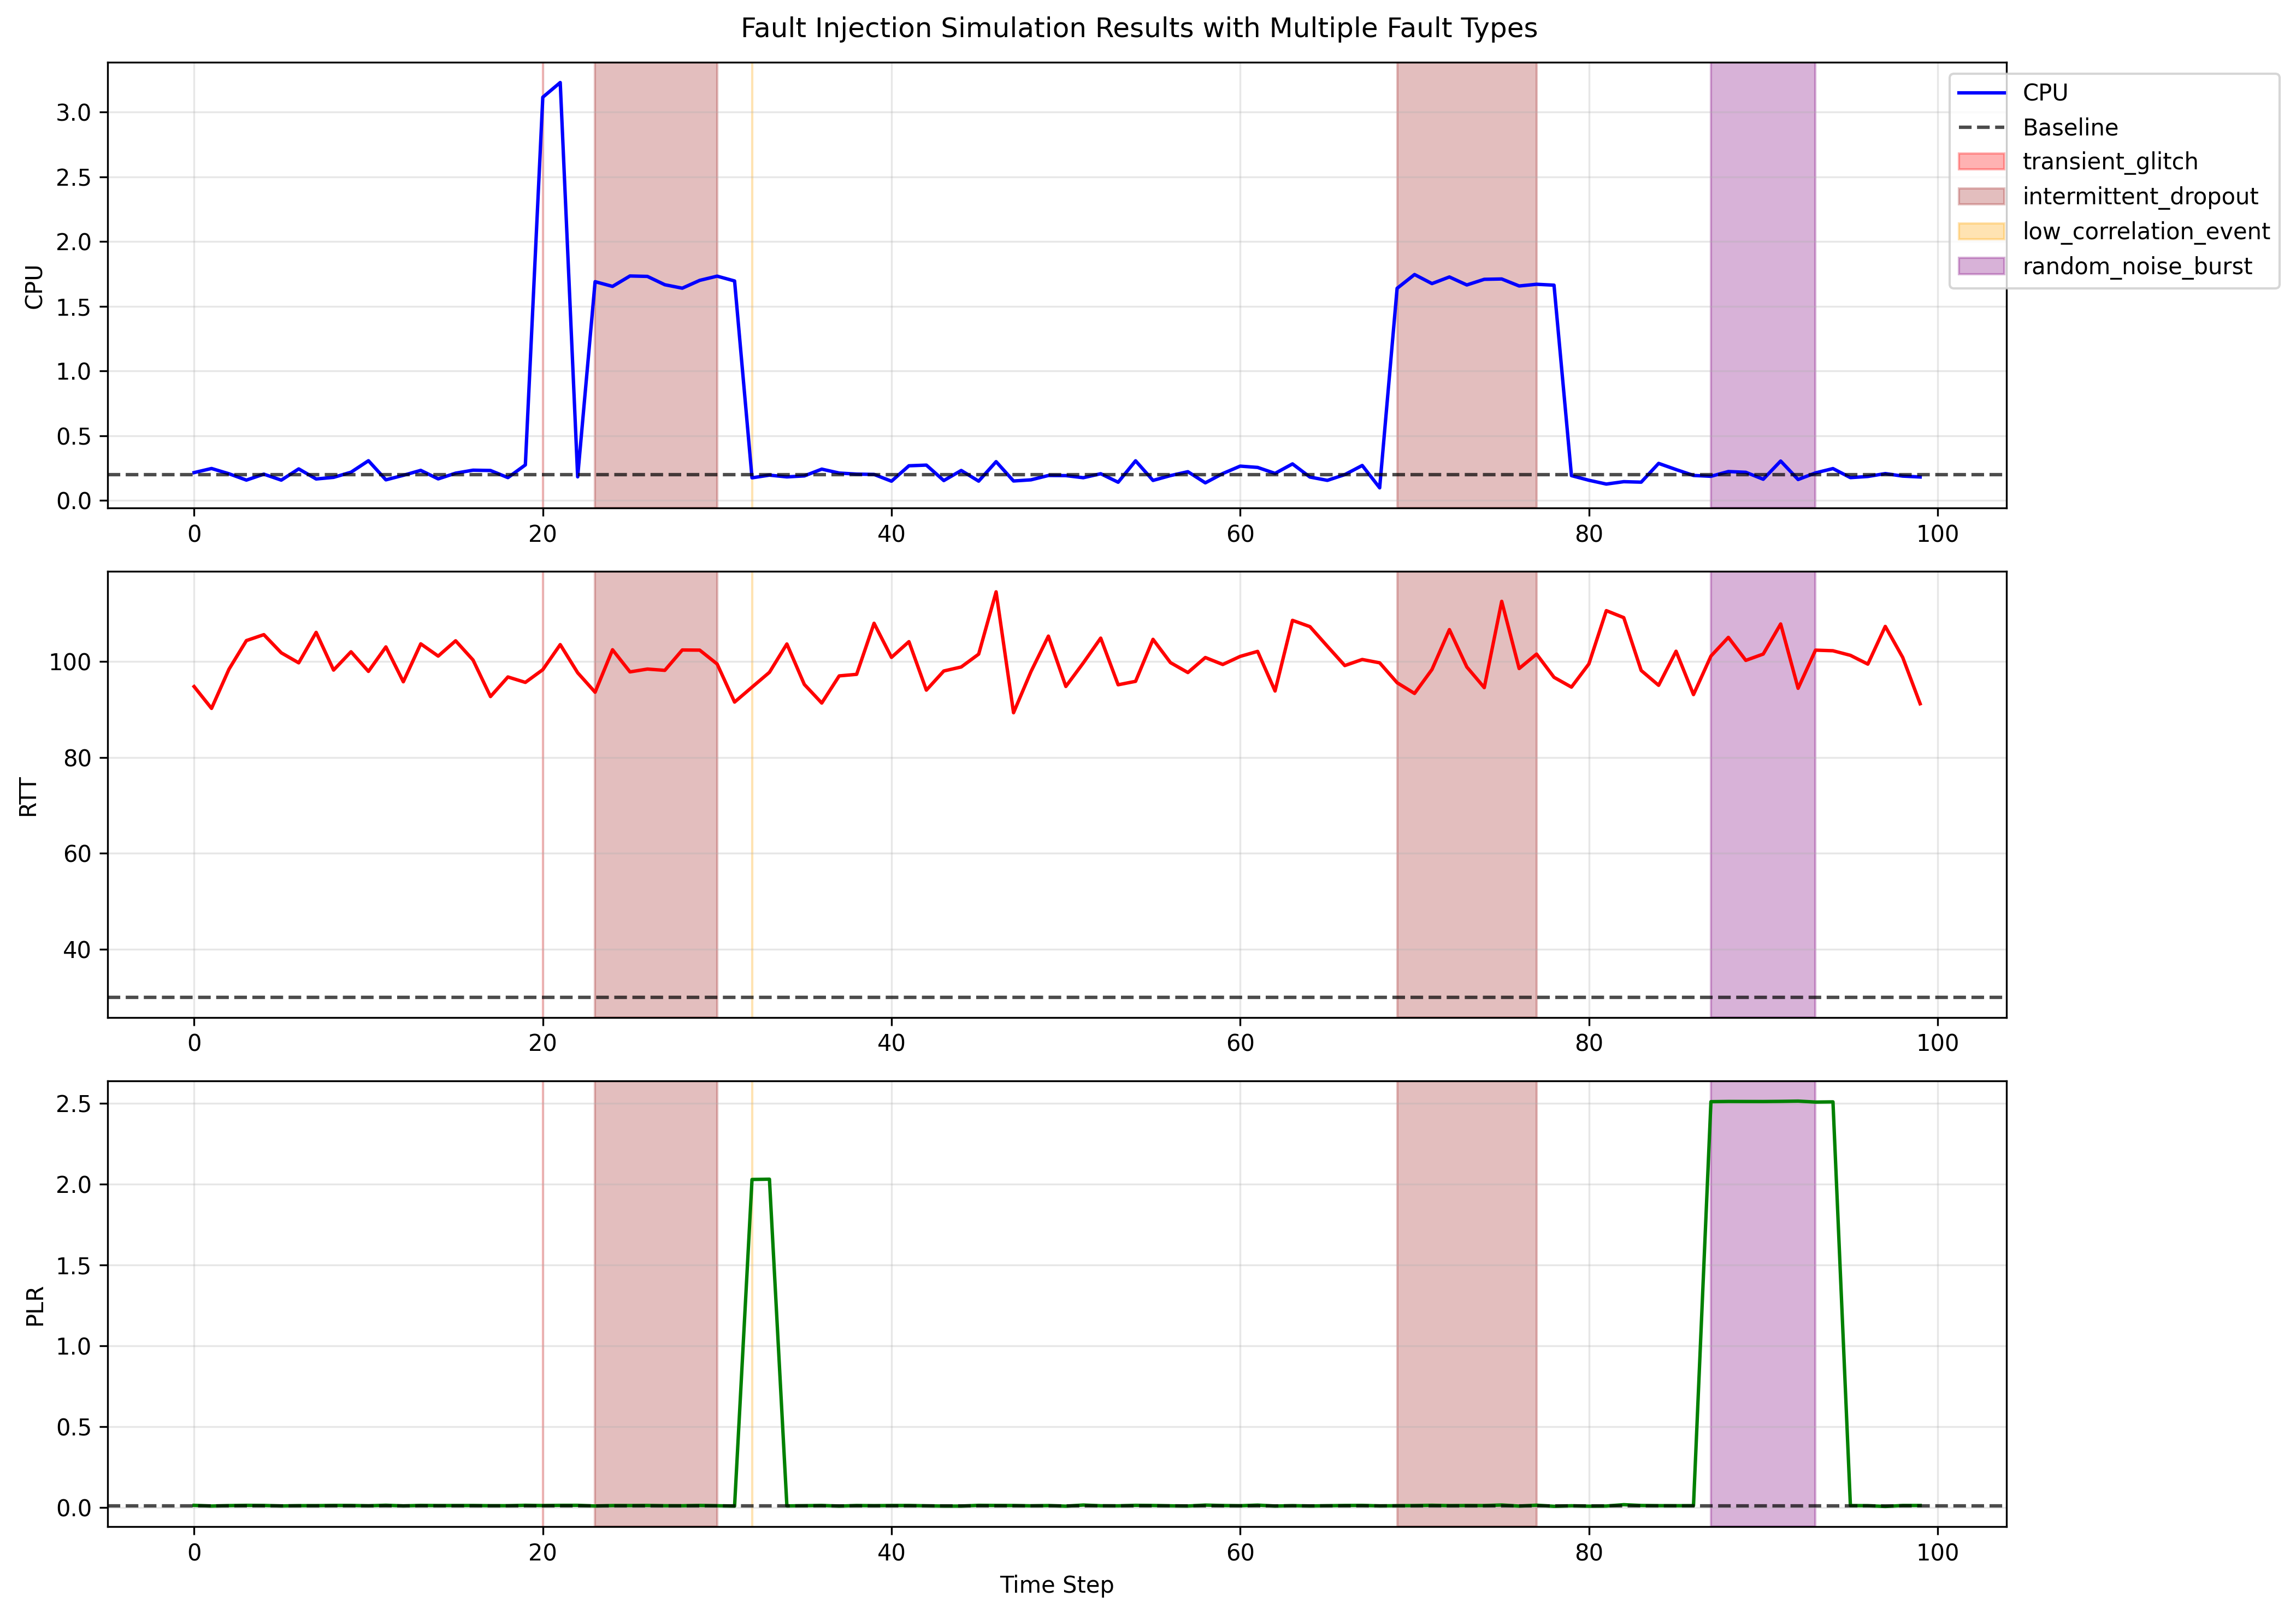 Fault Injection Simulation Results with Multiple Fault Types
CPU
3.0
2.5
2.0
1.5
1.0
0.5
0.0
0 20 40 60 80 100
CPU
Baseline
transient_glitch
intermittent_dropout
low_correlation_event
random_noise_burst
RTT
100
80
60
40
0 20 40 60 80 100
PLR
2.5
2.0
1.5
1.0
0.5
0.0
0 20 40 60 80 100
Time Step